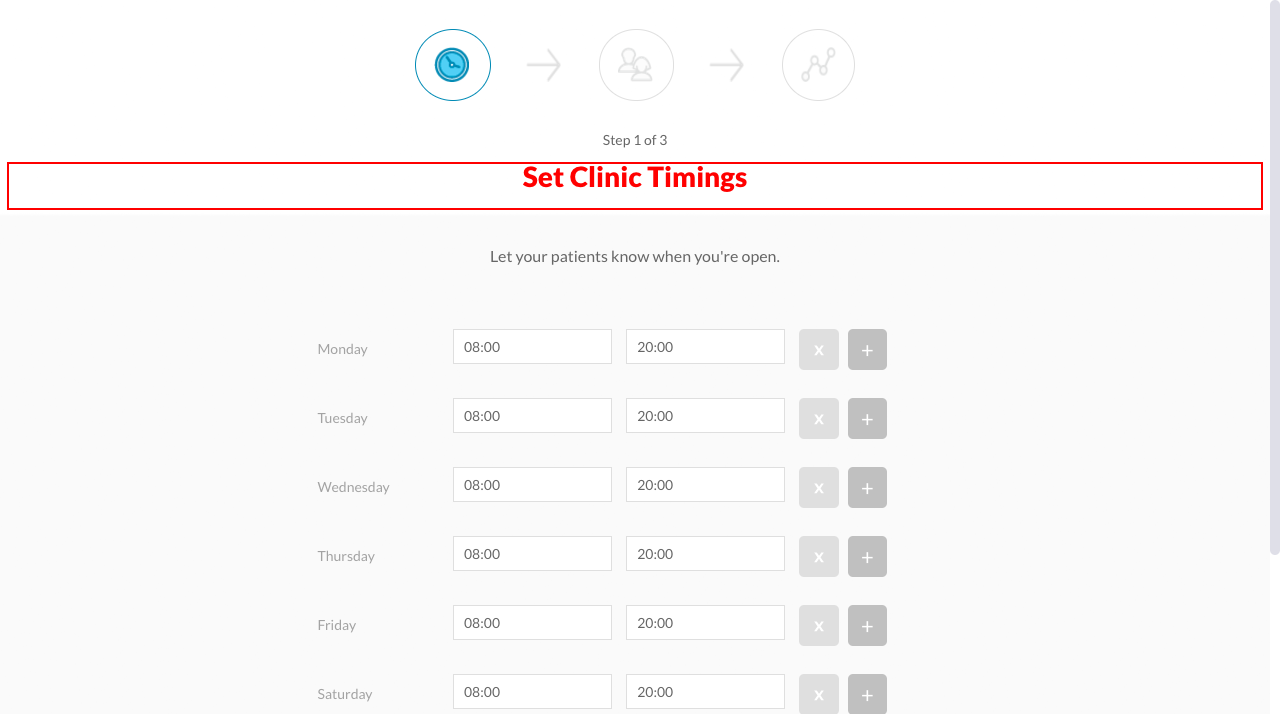 Step 1 of 3
Set Clinic Timings
Let your patients know when you're open.
Monday 08:00 20:00 x +
Tuesday 08:00 20:00 x +
Wednesday 08:00 20:00 x +
Thursday 08:00 20:00 x +
Friday 08:00 20:00 x +
Saturday 08:00 20:00 x +